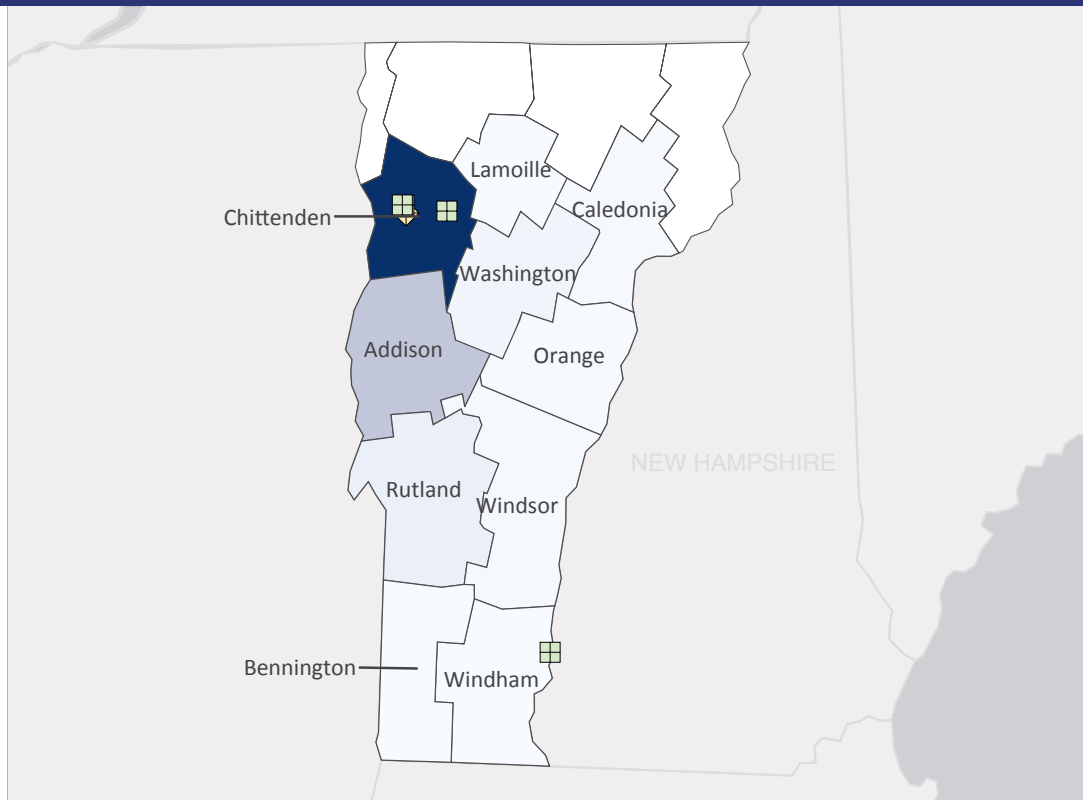 Lamoille
Caledonia
Chittenden
Washington
Addison
Orange
NEW HAMPSHIRE
Rutland
Windsor
Bennington
Windham